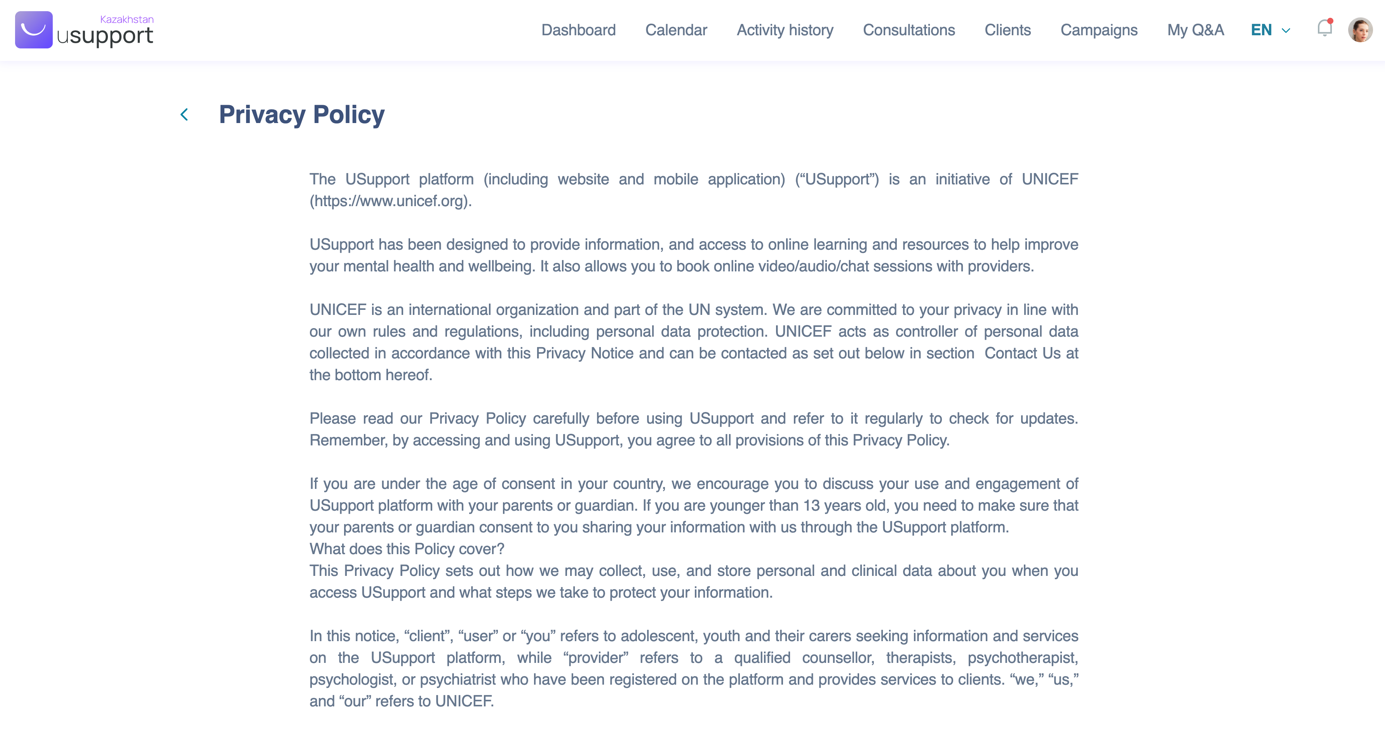 Kazakhstan
usupport
Dashboard Calendar Activity history Consultations Clients Campaigns My Q&A EN
Privacy Policy
The USupport platform (including website and mobile application) (“USupport”) is an initiative of UNICEF
(https://www.unicef.org).
USupport has been designed to provide information, and access to online learning and resources to help improve
your mental health and wellbeing. It also allows you to book online video/audio/chat sessions with providers.
UNICEF is an international organization and part of the UN system. We are committed to your privacy in line with
our own rules and regulations, including personal data protection. UNICEF acts as controller of personal data
collected in accordance with this Privacy Notice and can be contacted as set out below in section  Contact Us at
the bottom hereof.
Please read our Privacy Policy carefully before using USupport and refer to it regularly to check for updates.
Remember, by accessing and using USupport, you agree to all provisions of this Privacy Policy.
If you are under the age of consent in your country, we encourage you to discuss your use and engagement of
USupport platform with your parents or guardian. If you are younger than 13 years old, you need to make sure that
your parents or guardian consent to you sharing your information with us through the USupport platform.
What does this Policy cover?
This Privacy Policy sets out how we may collect, use, and store personal and clinical data about you when you
access USupport and what steps we take to protect your information.
In this notice, “client”, “user” or “you” refers to adolescent, youth and their carers seeking information and services
on the USupport platform, while “provider” refers to a qualified counsellor, therapists, psychotherapist,
psychologist, or psychiatrist who have been registered on the platform and provides services to clients. “we,” “us,”
and “our” refers to UNICEF.